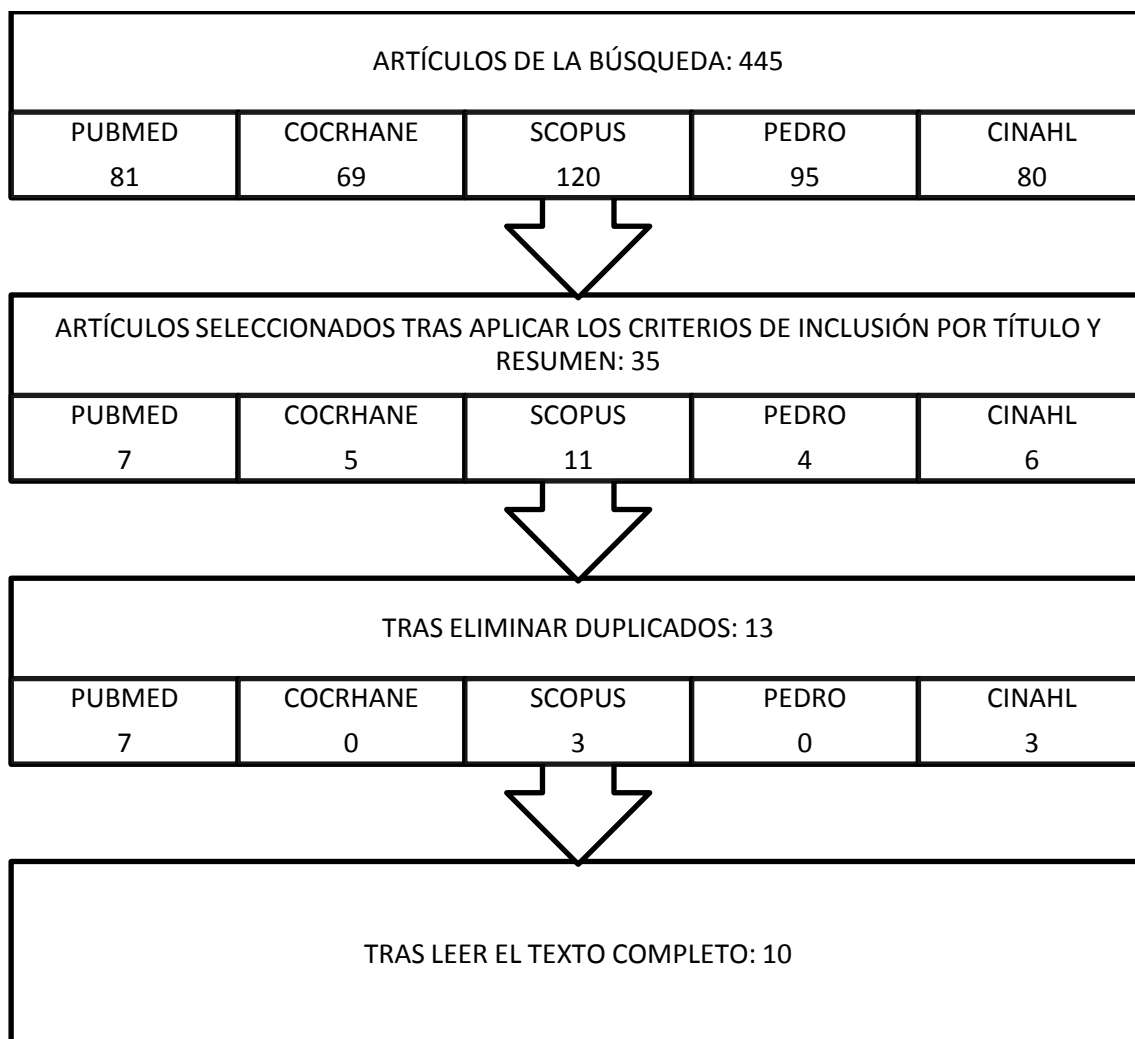 ARTÍCULOS DE LA BÚSQUEDA: 445
PUBMED COCRHANE SCOPUS PEDRO CINAHL
81 69 120 95 80
ARTÍCULOS SELECCIONADOS TRAS APLICAR LOS CRITERIOS DE INCLUSIÓN POR TÍTULO Y
RESUMEN: 35
PUBMED COCRHANE SCOPUS PEDRO CINAHL
7 5 11 4 6
TRAS ELIMINAR DUPLICADOS: 13
PUBMED COCRHANE SCOPUS PEDRO CINAHL
7 0 3 0 3
TRAS LEER EL TEXTO COMPLETO: 10